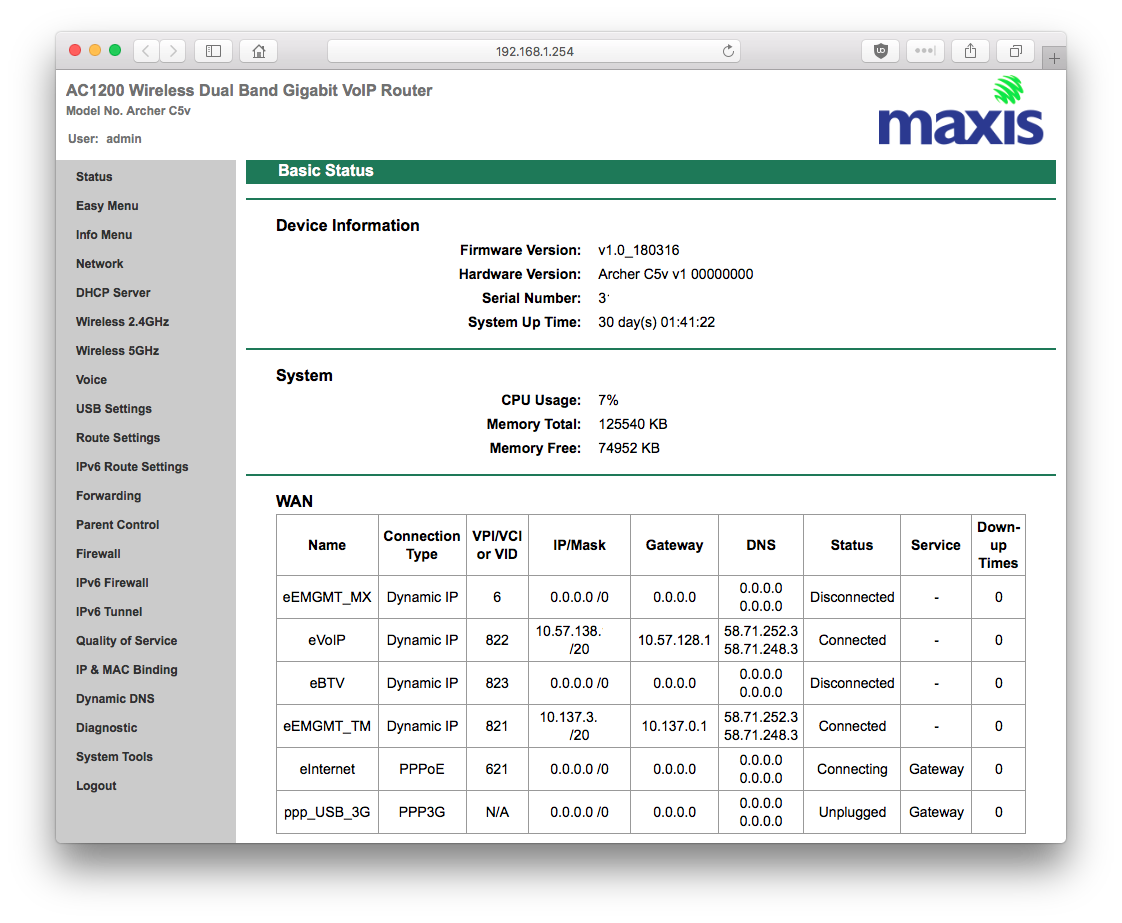 192.168.1.254
AC1200 Wireless Dual Band Gigabit VoIP Router
Model No. Archer C5v
User: admin
maxis
Status
Easy Menu
Info Menu
Network
DHCP Server
Wireless 2.4GHz
Wireless 5GHz
Voice
USB Settings
Route Settings
IPv6 Route Settings
Forwarding
Parent Control
Firewall
IPv6 Firewall
IPv6 Tunnel
Quality of Service
IP & MAC Binding
Dynamic DNS
Diagnostic
System Tools
Logout
Basic Status
Device Information
Firmware Version: v1.0_180316
Hardware Version: Archer C5v v1 00000000
Serial Number: 3
System Up Time: 30 day(s) 01:41:22
System
CPU Usage: 7%
Memory Total: 125540 KB
Memory Free: 74952 KB
WAN
Name Connection Type VPI/VCI or VID IP/Mask Gateway DNS Status Service Down-up Times
eEMGMT_MX Dynamic IP 6 0.0.0.0 /0 0.0.0.0 0.0.0.0 0.0.0.0 Disconnected - 0
eVoIP Dynamic IP 822 10.57.138. /20 10.57.128.1 58.71.252.3 58.71.248.3 Connected - 0
eBTV Dynamic IP 823 0.0.0.0 /0 0.0.0.0 0.0.0.0 0.0.0.0 Disconnected - 0
eEMGMT_TM Dynamic IP 821 10.137.3. /20 10.137.0.1 58.71.252.3 58.71.248.3 Connected - 0
eInternet PPPoE 621 0.0.0.0 /0 0.0.0.0 0.0.0.0 0.0.0.0 Connecting Gateway 0
ppp_USB_3G PPP3G N/A 0.0.0.0 /0 0.0.0.0 0.0.0.0 0.0.0.0 Unplugged Gateway 0